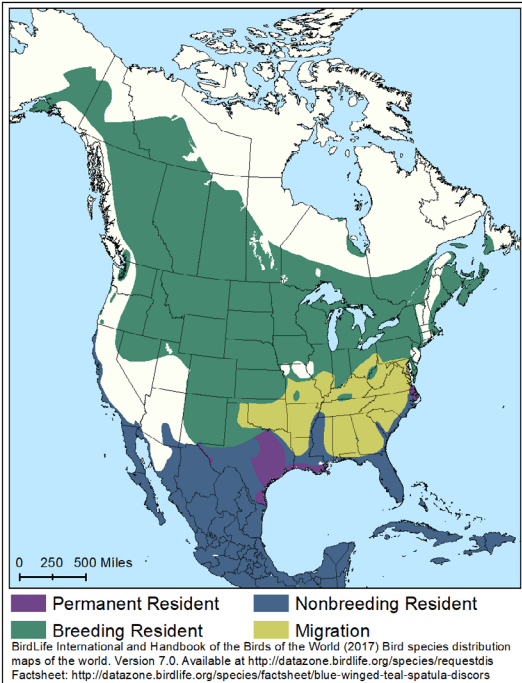 0 250 500 Miles
Permanent Resident Nonbreeding Resident
Breeding Resident Migration
BirdLife International and Handbook of the Birds of the World (2017) Bird species distribution
maps of the world. Version 7.0. Available at http://datazone.birdlife.org/species/requestdis
Factsheet: http://datazone.birdlife.org/species/factsheet/blue-winged-teal-spatula-discors